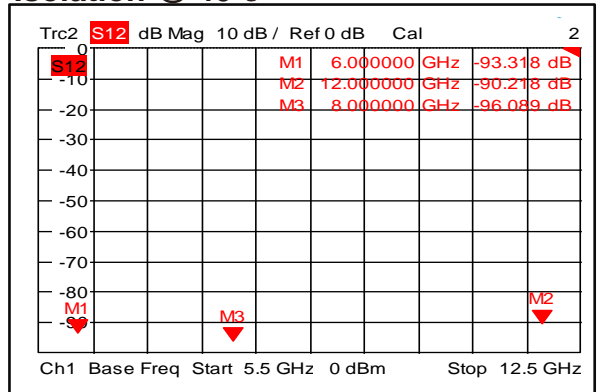 Trc2 S12 dB Mag 10 dB / Ref 0 dB Cal 2
0
S12
M1 6.000000 GHz -93.318 dB
-10
M2 12.000000 GHz -90.218 dB
M3 8.000000 GHz -96.089 dB
-20
-30
-40
-50
-60
-70
-80
M1
M3
M2
-90
Ch1 Base Freq Start 5.5 GHz 0 dBm Stop 12.5 GHz